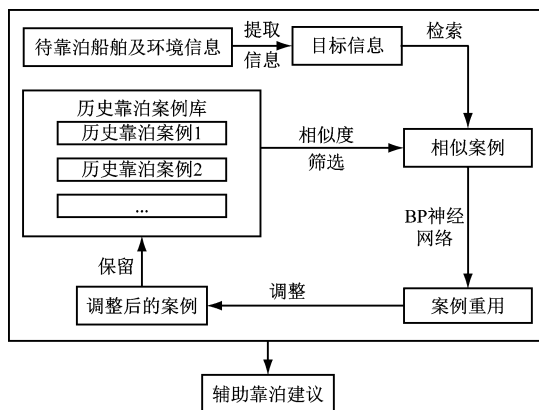 待靠泊船舶及环境信息
提取
信息
目标信息
检索
历史靠泊案例库
历史靠泊案例1
历史靠泊案例2
...
相似度
筛选
相似案例
BP神经
网络
保留
调整后的案例
调整
案例重用
辅助靠泊建议